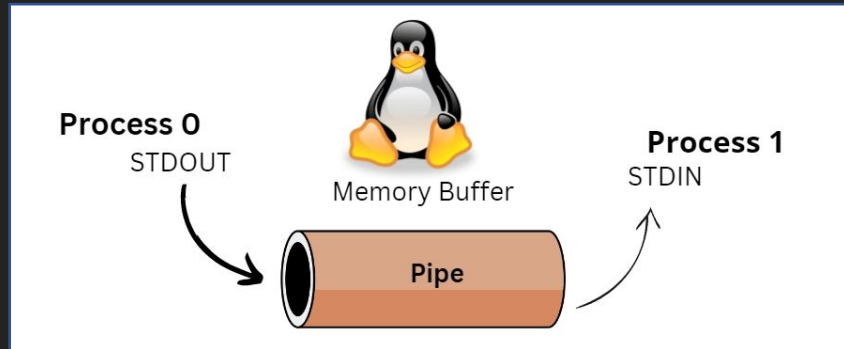 Process 0
STDOUT
Memory Buffer
Process 1
STDIN
Pipe